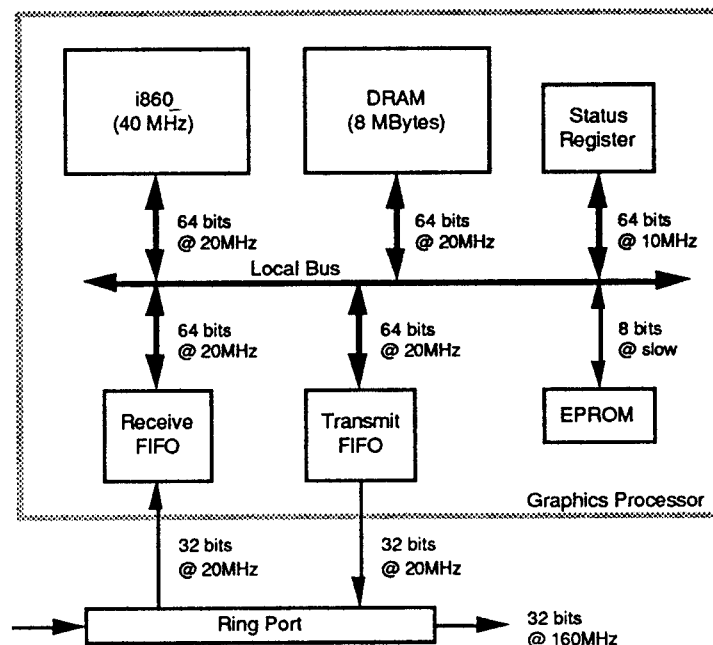 i860
(40 MHz)
DRAM
(8 MBytes)
Status
Register
64 bits
@ 20MHz
64 bits
@ 20MHz
64 bits
@ 10MHz
Local Bus
64 bits
@ 20MHz
64 bits
@ 20MHz
8 bits
@ slow
Receive
FIFO
Transmit
FIFO
EPROM
Graphics Processor
32 bits
@ 20MHz
32 bits
@ 20MHz
Ring Port
32 bits
@ 160MHz